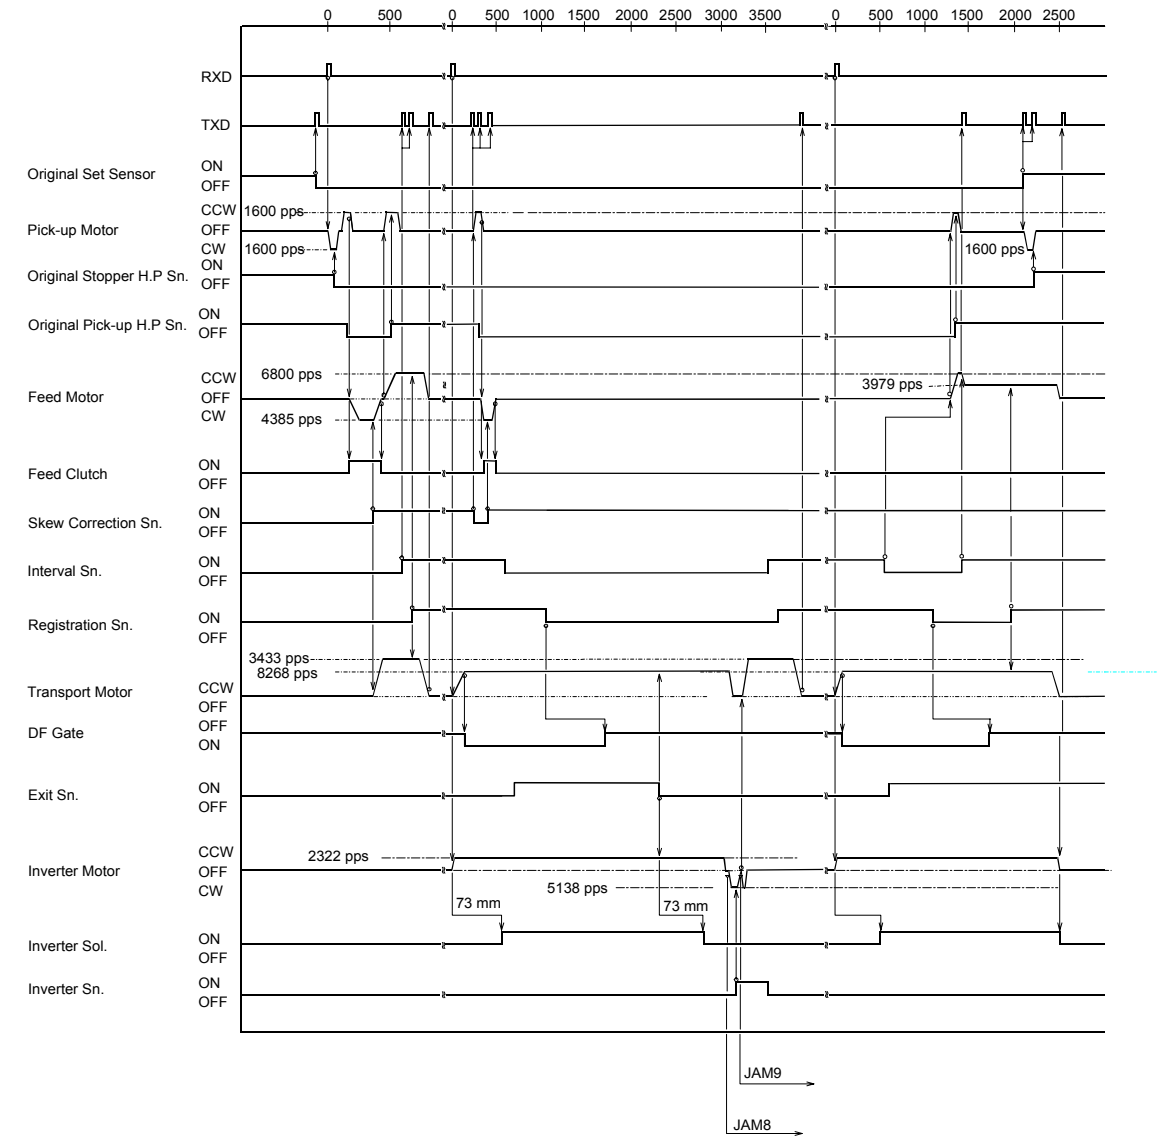 0 500 0 500 1000 1500 2000 2500 3000 3500 0 500 1000 1500 2000 2500
RXD
TXD
Original Set Sensor ON
OFF
Pick-up Motor CCW 1600 pps
OFF
CW 1600 pps 1600 pps
Original Stopper H.P Sn. ON
OFF
Original Pick-up H.P Sn. ON
OFF
Feed Motor CCW 6800 pps 3979 pps
OFF
CW 4385 pps
Feed Clutch ON
OFF
Skew Correction Sn. ON
OFF
Interval Sn. ON
OFF
Registration Sn. ON
OFF
3433 pps
8268 pps
Transport Motor CCW
OFF
DF Gate OFF
ON
Exit Sn. ON
OFF
Inverter Motor CCW 2322 pps
OFF
CW 5138 pps
73 mm 73 mm
Inverter Sol. ON
OFF
Inverter Sn. ON
OFF
JAM9
JAM8